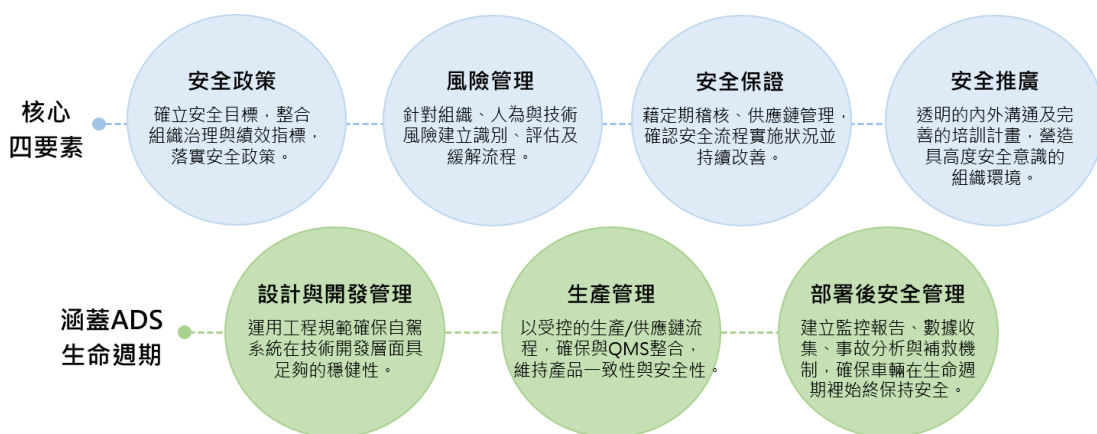 核心
四要素
安全政策
確立安全目標，整合
組織治理與績效指標，
落實安全政策。
風險管理
針對組織、人為與技術
風險建立識別、評估及
緩解流程。
安全保證
藉定期稽核、供應鏈管理，
確認安全流程實施狀況並
持續改善。
安全推廣
透明的內外溝通及完
善的培訓計畫，營造
具高度安全意識的
組織環境。
涵蓋ADS
生命週期
設計與開發管理
運用工程規範確保自駕
系統在技術開發層面具
足夠的穩健性。
生產管理
以受控的生產/供應鏈流
程，確保與QMS整合，
維持產品一致性與安全性。
部署後安全管理
建立監控報告、數據收
集、事故分析與補救機
制，確保車輛在生命週
期裡始終保持安全。